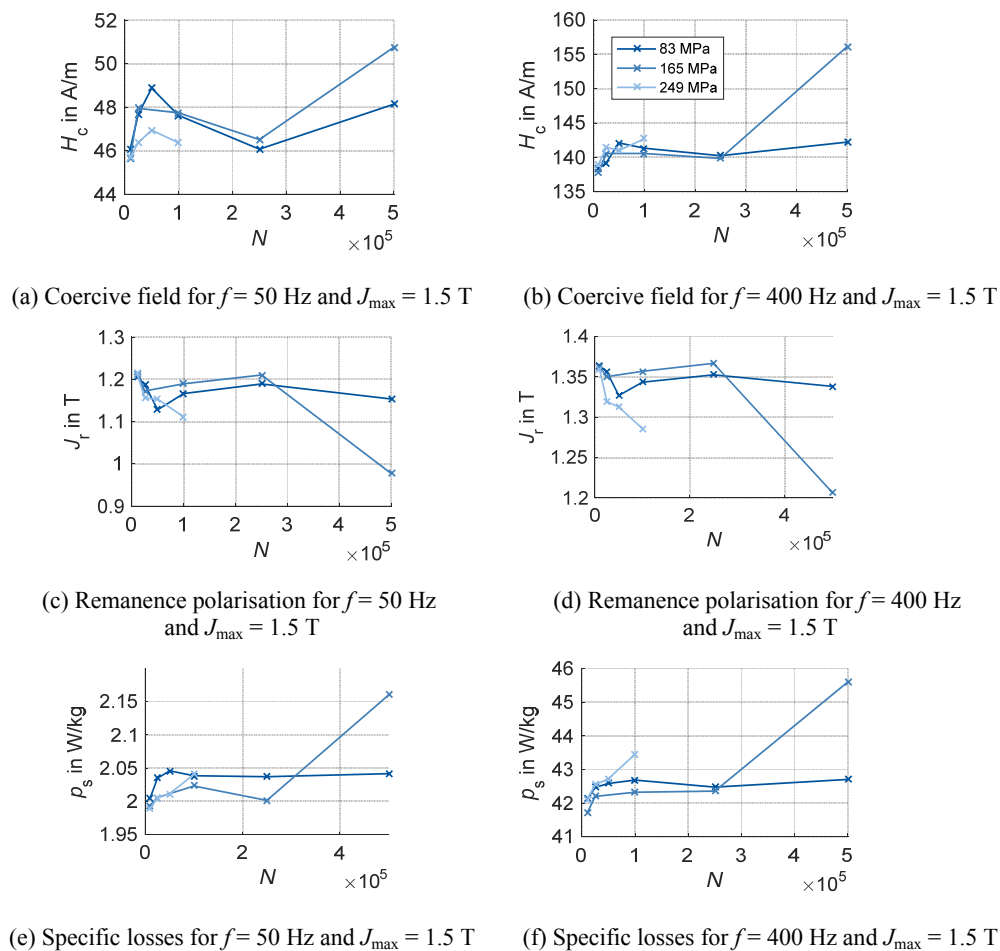 52
50
48
46
44
H_c in A/m
0 1 2 3 4 5
N ×10^5
160
155
150
145
140
135
H_c in A/m
83 MPa
165 MPa
249 MPa
0 1 2 3 4 5
N ×10^5
(a) Coercive field for f = 50 Hz and J_max = 1.5 T
(b) Coercive field for f = 400 Hz and J_max = 1.5 T
1.3
1.2
1.1
1
0.9
J_r in T
0 1 2 3 4 5
N ×10^5
1.4
1.35
1.3
1.25
1.2
J_r in T
0 2 4
N ×10^5
(c) Remanence polarisation for f = 50 Hz
and J_max = 1.5 T
(d) Remanence polarisation for f = 400 Hz
and J_max = 1.5 T
2.15
2.1
2.05
2
1.95
p_s in W/kg
0 2 4
N ×10^5
46
45
44
43
42
41
p_s in W/kg
0 1 2 3 4 5
N ×10^5
(e) Specific losses for f = 50 Hz and J_max = 1.5 T
(f) Specific losses for f = 400 Hz and J_max = 1.5 T